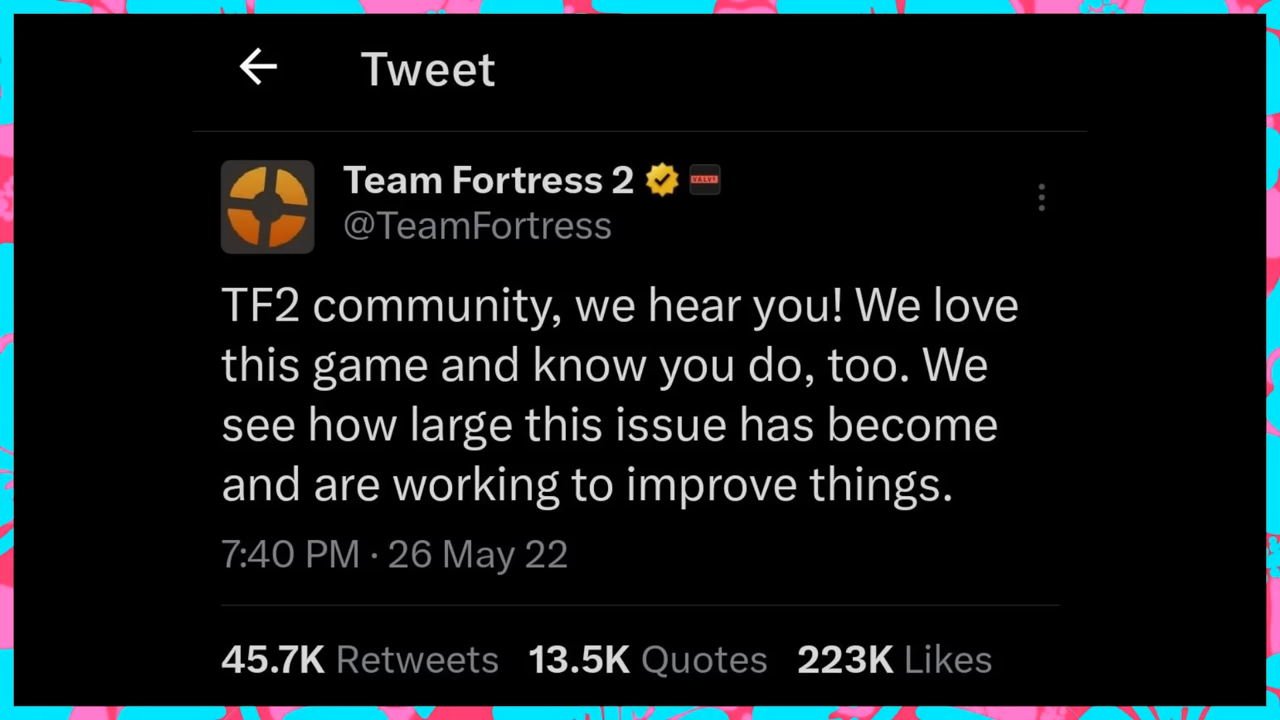 Tweet
Team Fortress 2
VALVE
@TeamFortress
TF2 community, we hear you! We love
this game and know you do, too. We
see how large this issue has become
and are working to improve things.
7:40 PM · 26 May 22
45.7K Retweets 13.5K Quotes 223K Likes